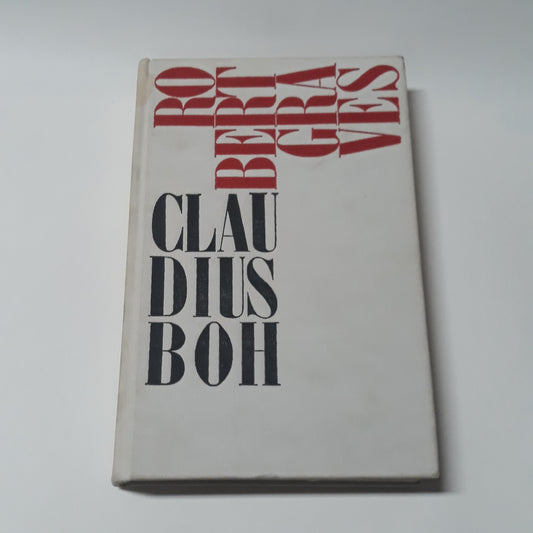 RO
BERT
GRA
VES
CLAU
DIUS
BOH